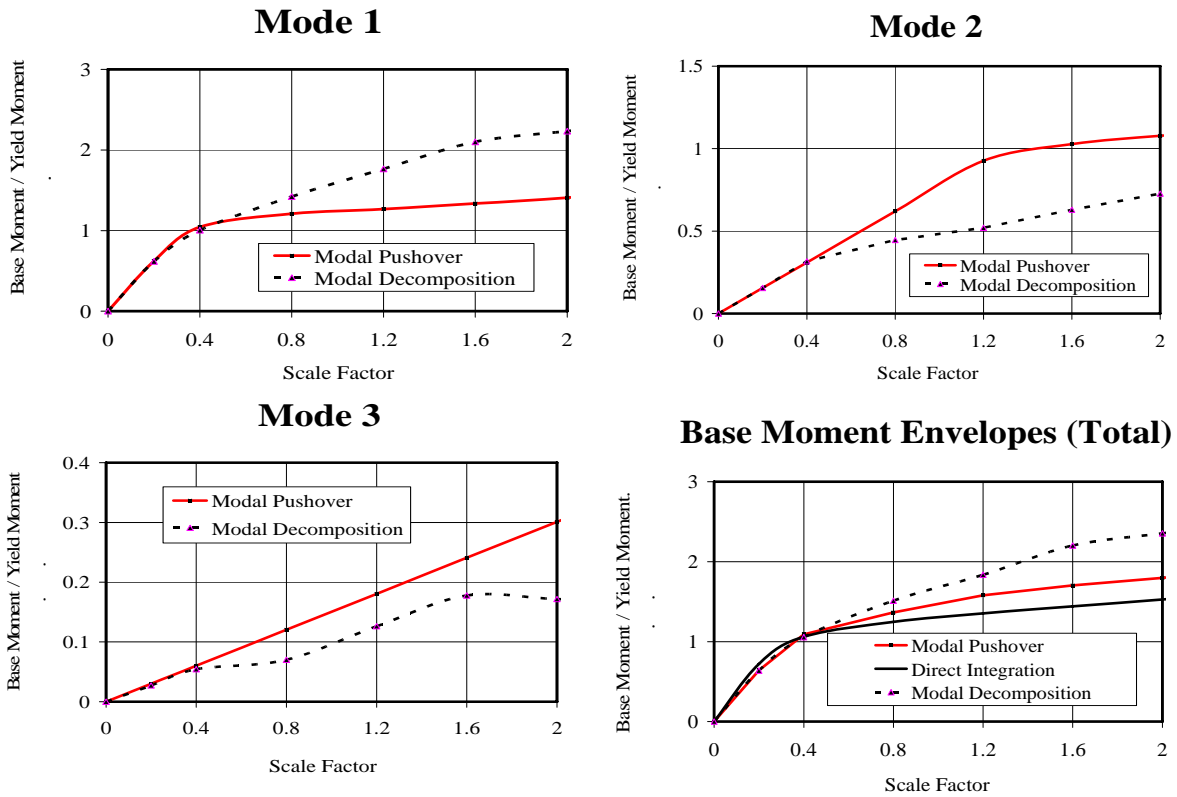 Mode 1
Base Moment / Yield Moment
3
2
1
0
Modal Pushover
Modal Decomposition
0 0.4 0.8 1.2 1.6 2
Scale Factor
Mode 2
Base Moment / Yield Moment
1.5
1
0.5
0
Modal Pushover
Modal Decomposition
0 0.4 0.8 1.2 1.6 2
Scale Factor
Mode 3
Base Moment / Yield Moment
0.4
0.3
0.2
0.1
0
Modal Pushover
Modal Decomposition
0 0.4 0.8 1.2 1.6 2
Scale Factor
Base Moment Envelopes (Total)
Base Moment / Yield Moment.
3
2
1
0
Modal Pushover
Direct Integration
Modal Decomposition
0 0.4 0.8 1.2 1.6 2
Scale Factor